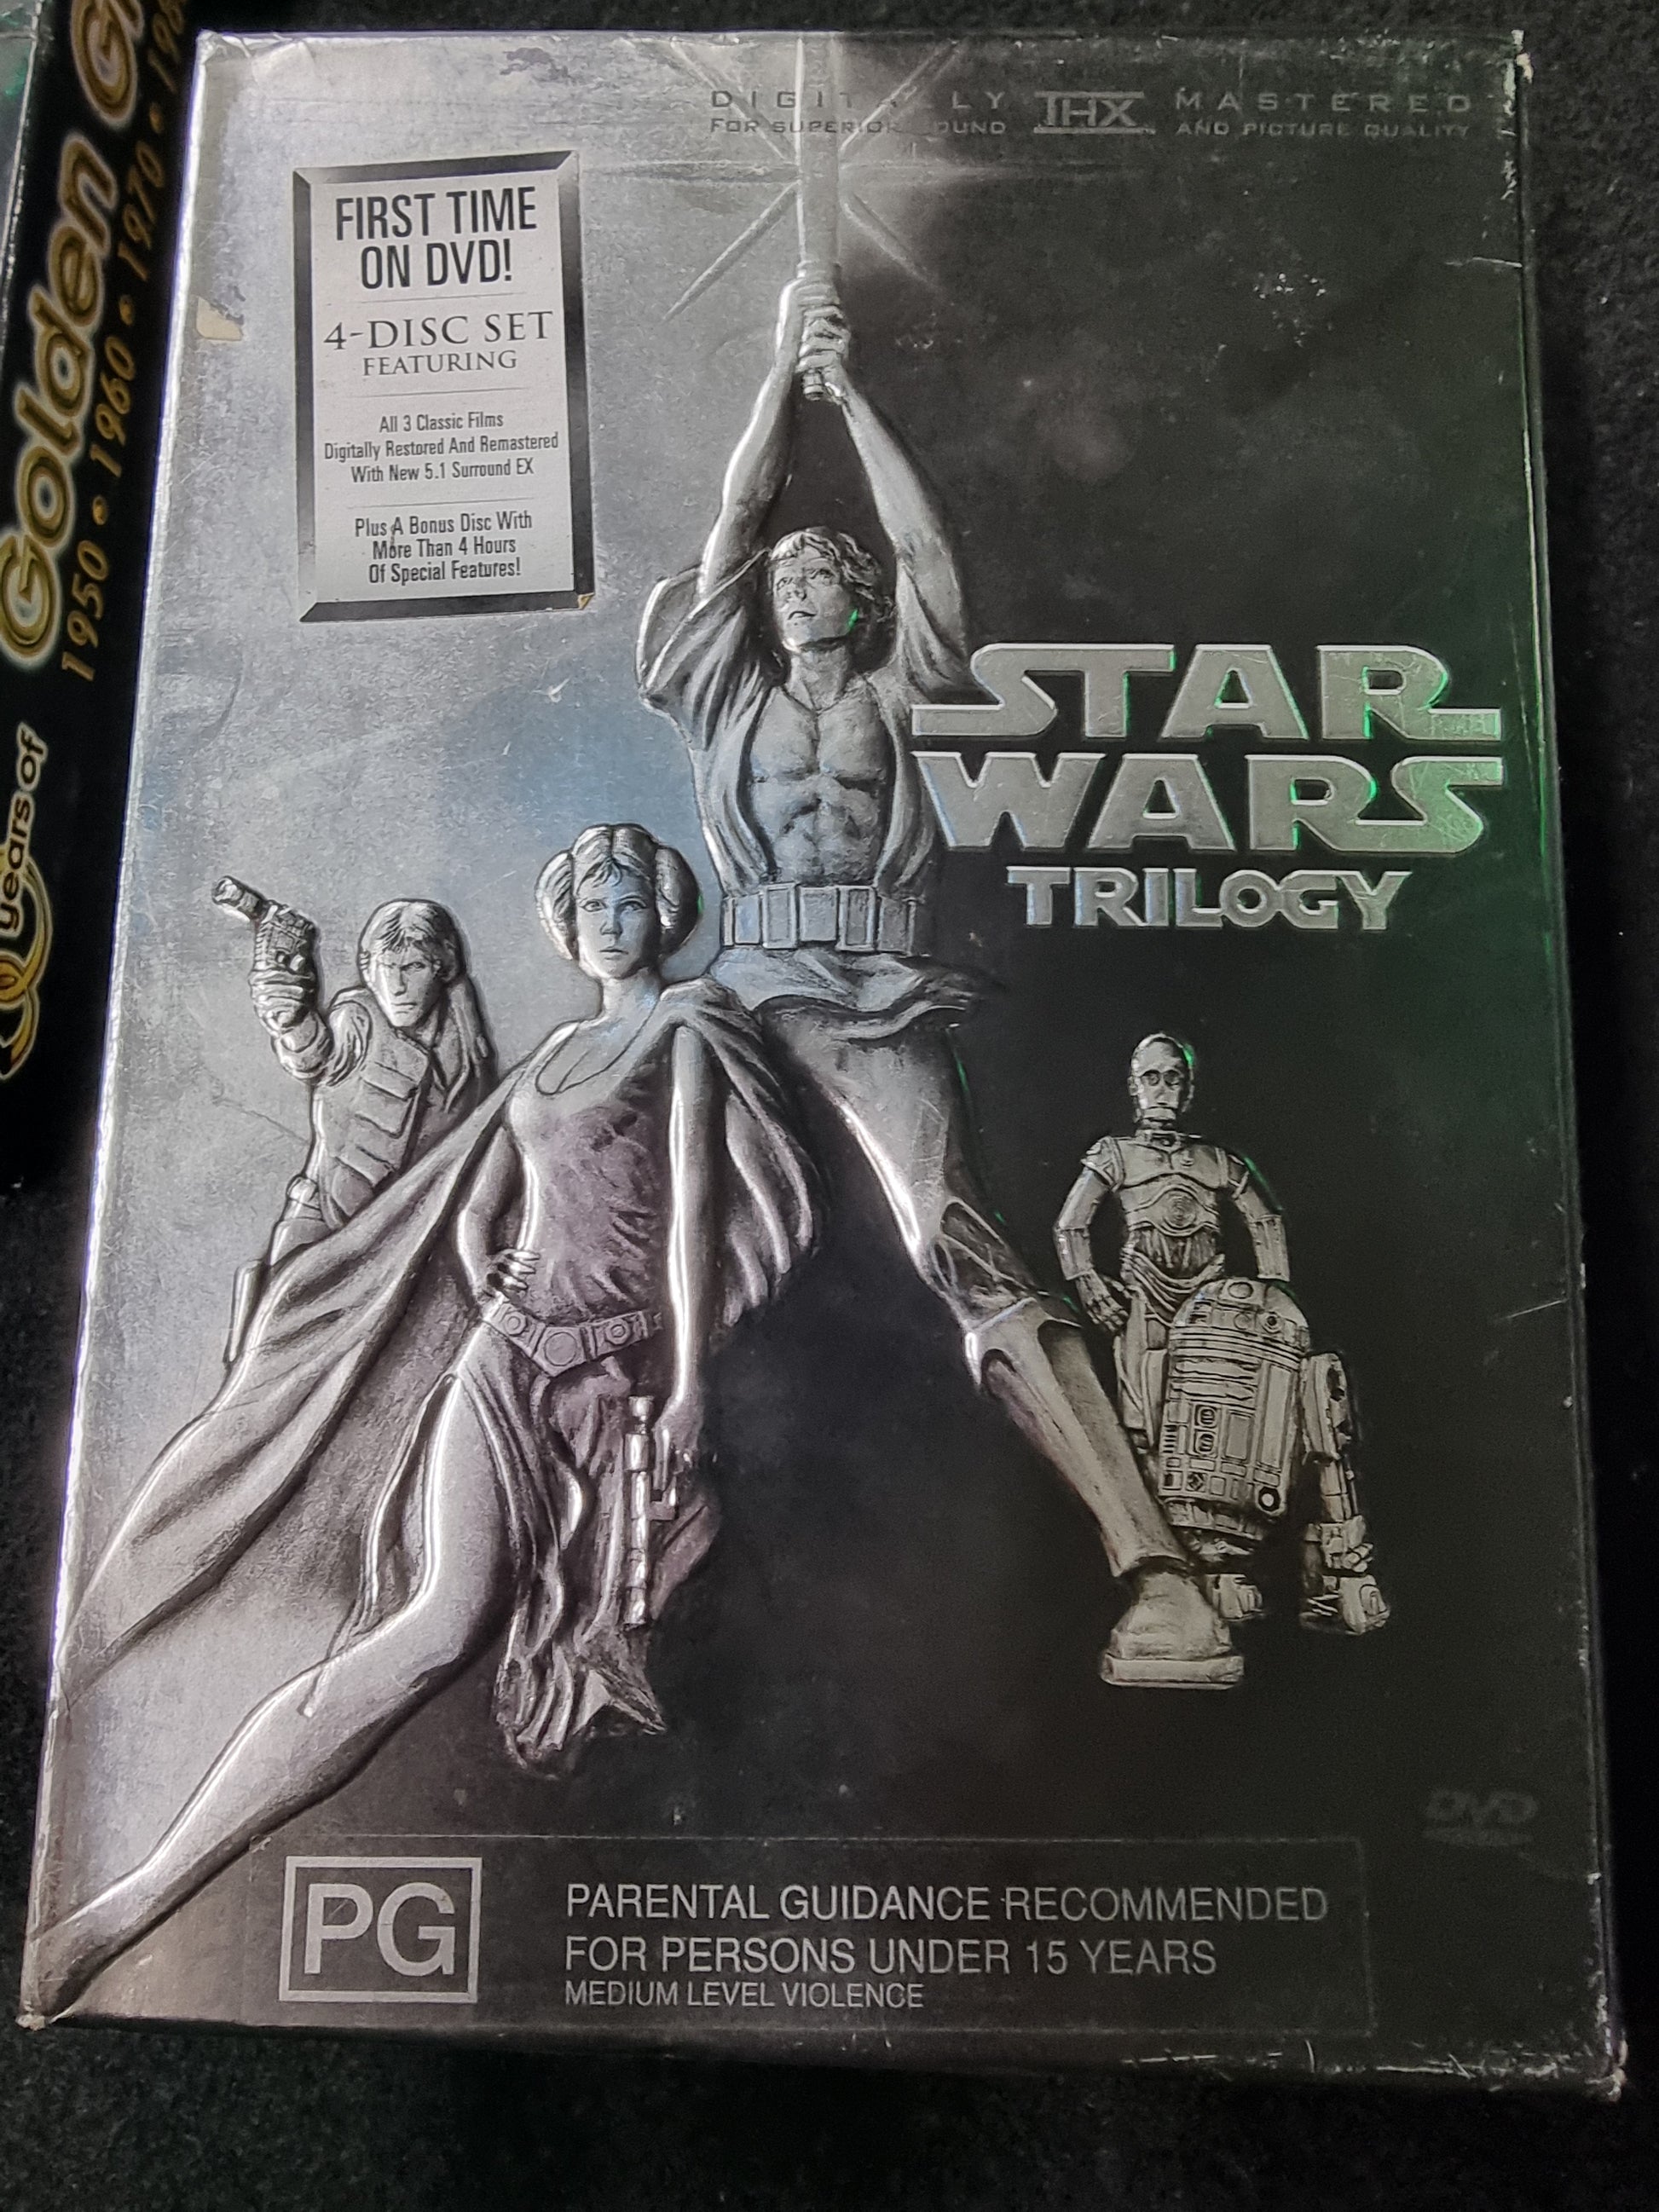 DIGITALLY THX MASTERED
FOR SUPERIOR SOUND AND PICTURE QUALITY
FIRST TIME
ON DVD!
4-DISC SET
FEATURING
All 3 Classic Films
Digitally Restored And Remastered
With New 5.1 Surround EX
Plus A Bonus Disc With
More Than 4 Hours
Of Special Features!
STAR
WARS
TRILOGY
DVD
PG
PARENTAL GUIDANCE RECOMMENDED
FOR PERSONS UNDER 15 YEARS
MEDIUM LEVEL VIOLENCE
years of
Golden
1950 • 1960 • 1970